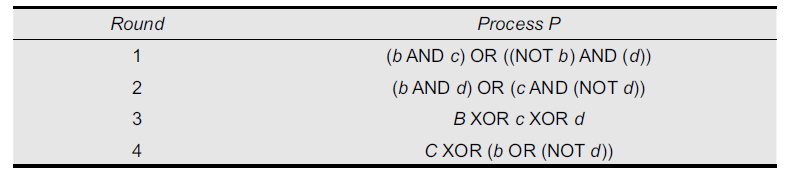 Round Process P
1 (b AND c) OR ((NOT b) AND (d))
2 (b AND d) OR (c AND (NOT d))
3 B XOR c XOR d
4 C XOR (b OR (NOT d))